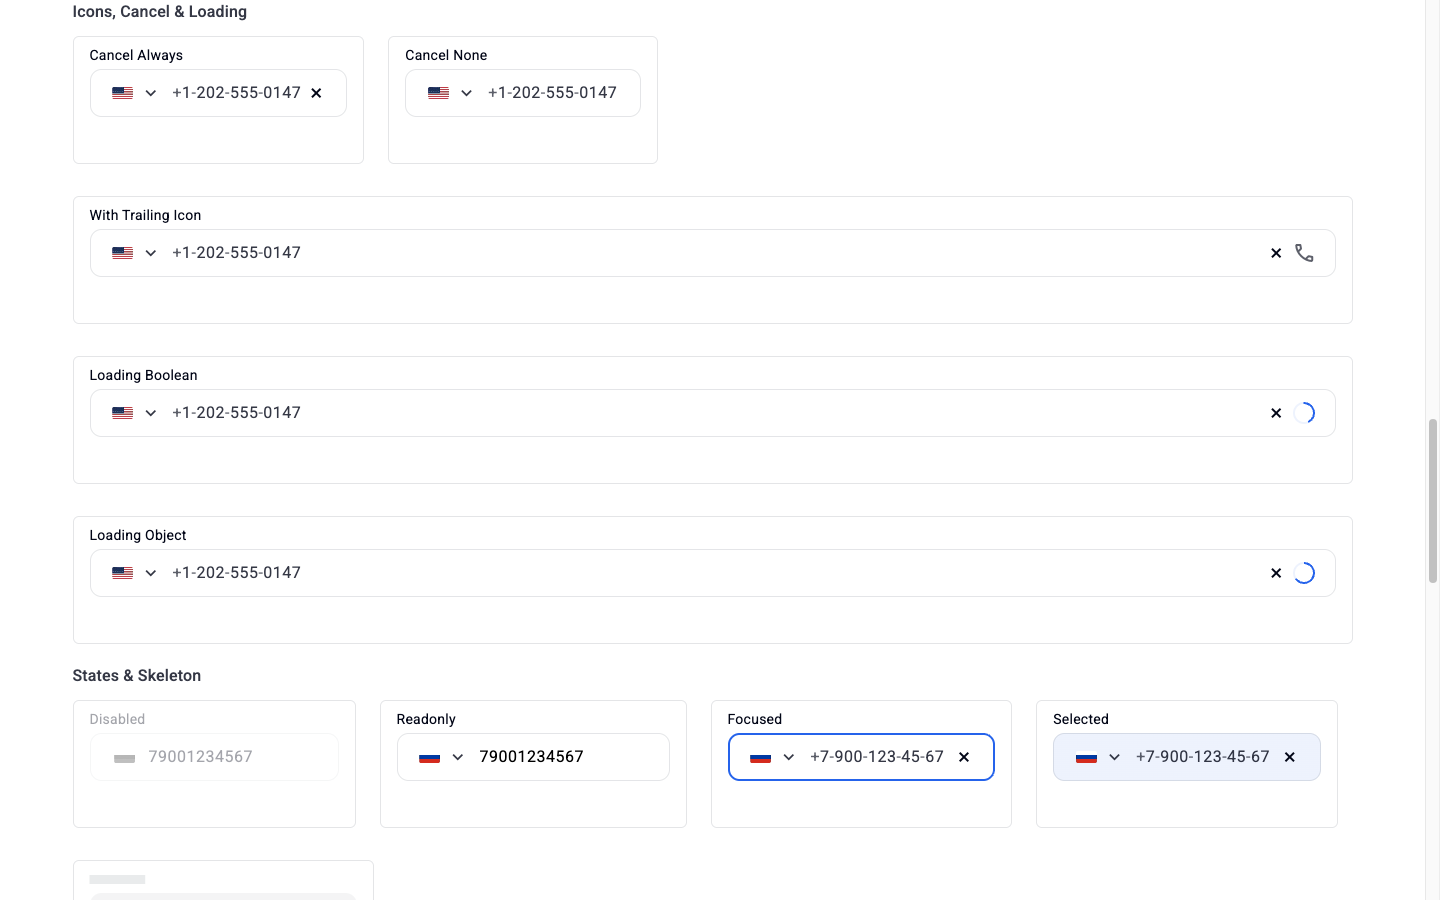 Icons, Cancel & Loading
Cancel Always
+1-202-555-0147
Cancel None
+1-202-555-0147
With Trailing Icon
+1-202-555-0147
Loading Boolean
+1-202-555-0147
Loading Object
+1-202-555-0147
States & Skeleton
Disabled
79001234567
Readonly
79001234567
Focused
+7-900-123-45-67
Selected
+7-900-123-45-67